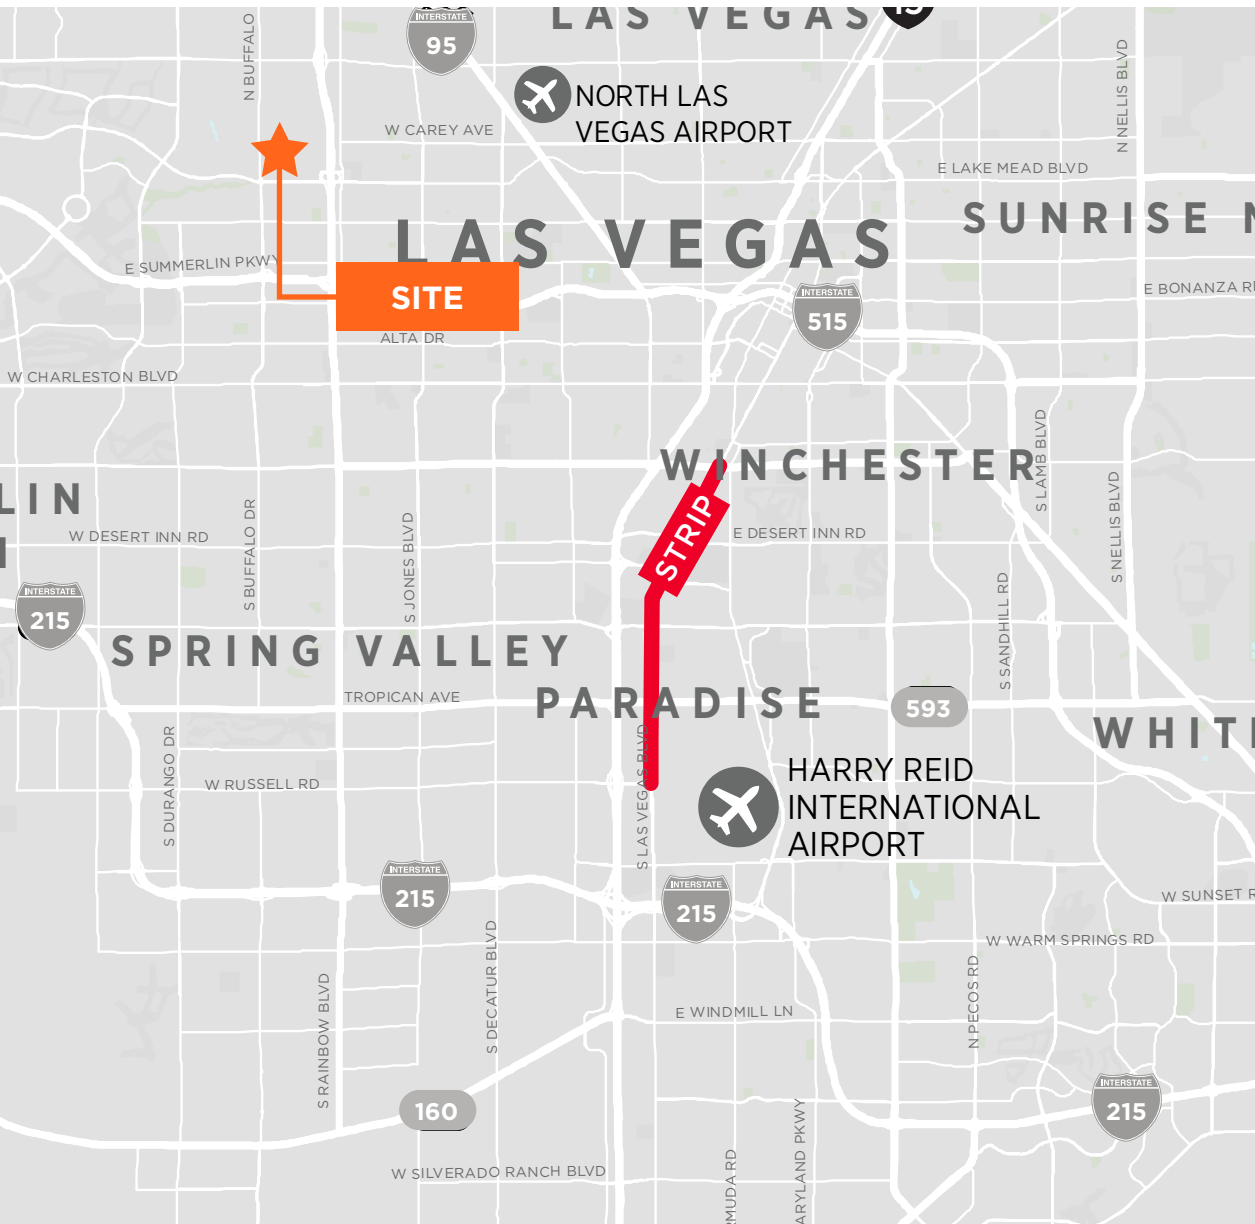 LAS VEGAS
15
INTERSTATE
95
N BUFFALO
NORTH LAS
VEGAS AIRPORT
W CAREY AVE
N NELLIS BLVD
E LAKE MEAD BLVD
SUNRISE
LAS VEGAS
E SUMMERLIN PKWY
SITE
INTERSTATE
515
E BONANZA
ALTA DR
W CHARLESTON BLVD
WINCHESTER
S LAMB BLVD
LIN
STRIP
S NELLIS BLVD
W DESERT INN RD
S BUFFALO DR
S JONES BLVD
E DESERT INN RD
S SANDHILL RD
INTERSTATE
215
SPRING VALLEY
TROPICAN AVE
PARADISE
593
WHIT
S DURANGO DR
W RUSSELL RD
S LAS VEGAS BLVD
HARRY REID
INTERNATIONAL
AIRPORT
INTERSTATE
215
INTERSTATE
215
W SUNSET
W WARM SPRINGS RD
S DECATUR BLVD
S RAINBOW BLVD
N PECOS RD
E WINDMILL LN
160
INTERSTATE
215
W SILVERADO RANCH BLVD
RMUDA RD
ARYLAND PKWY